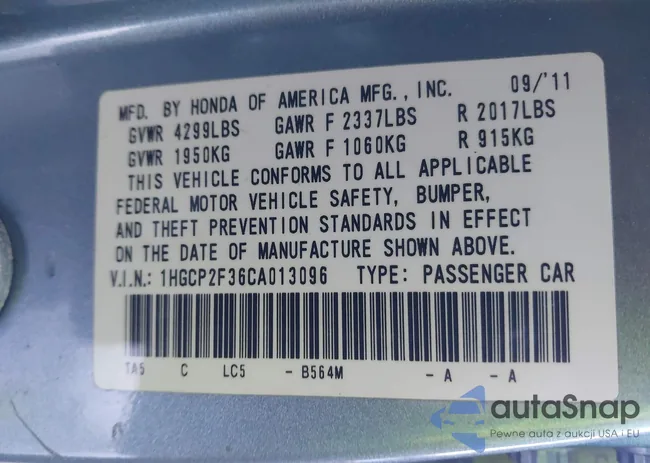 MFD. BY HONDA OF AMERICA MFG., INC. 09/'11
GVWR 4299LBS GAWR F 2337LBS R 2017LBS
GVWR 1950KG GAWR F 1060KG R 915KG
THIS VEHICLE CONFORMS TO ALL APPLICABLE
FEDERAL MOTOR VEHICLE SAFETY, BUMPER,
AND THEFT PREVENTION STANDARDS IN EFFECT
ON THE DATE OF MANUFACTURE SHOWN ABOVE.
V.I.N.: 1HGCP2F36CA013096 TYPE: PASSENGER CAR
TA5 C LC5 - B564M - A - A
autaSnap
Pewne auta z aukcji USA i EU